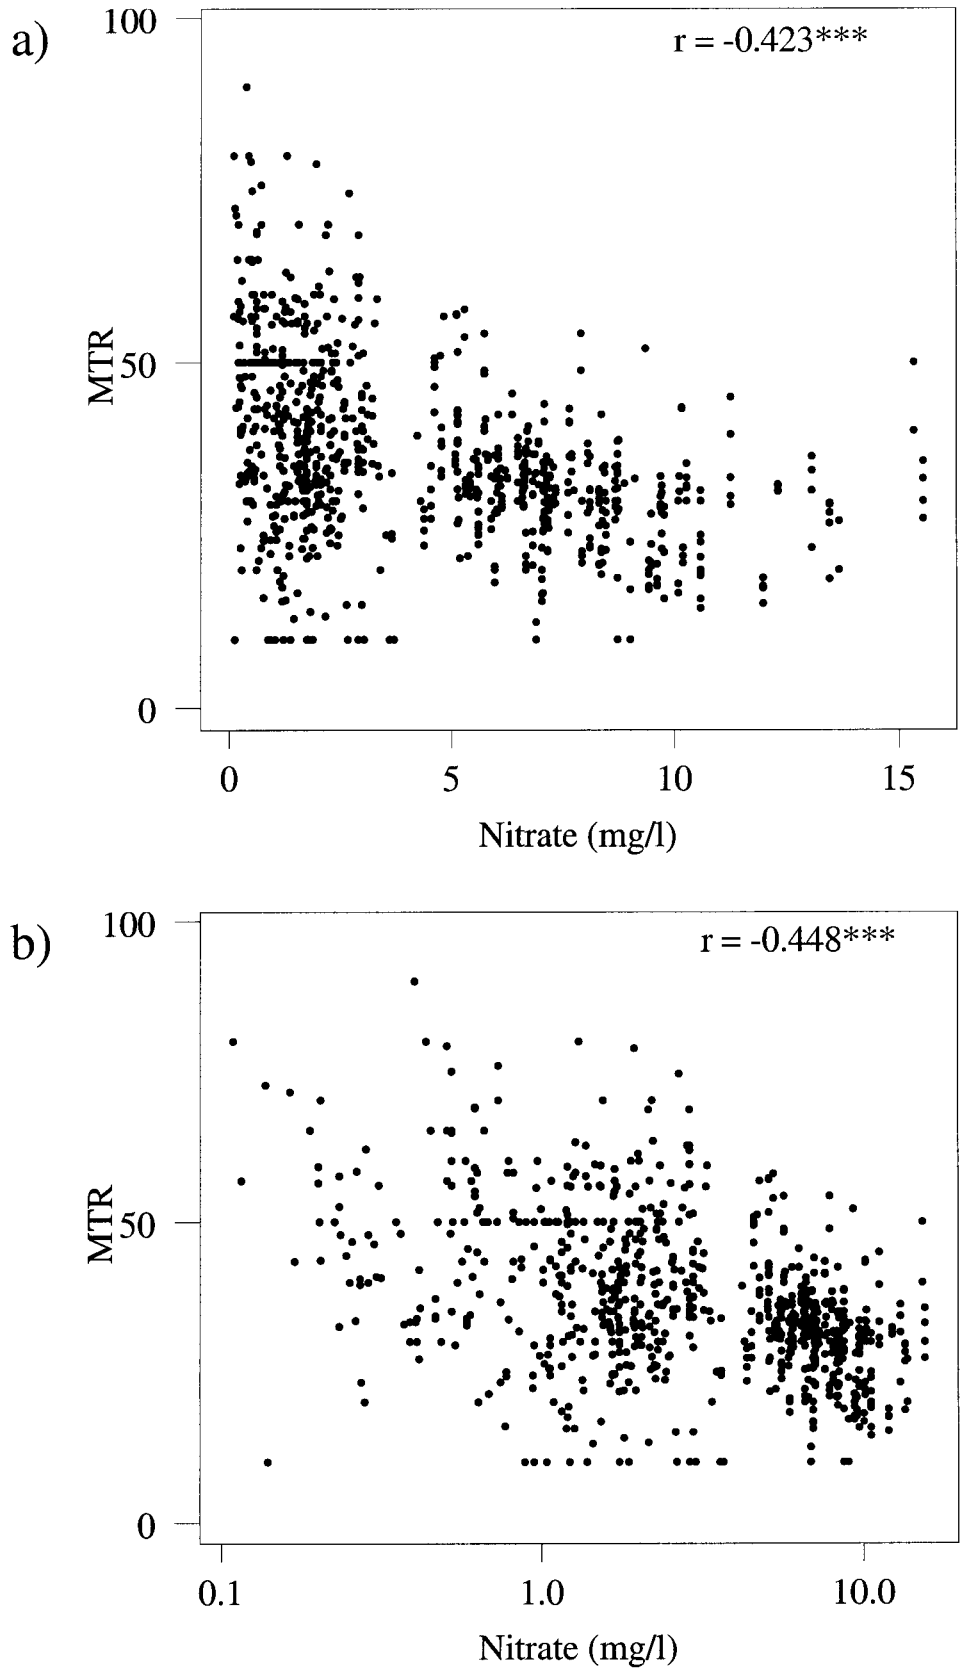 a)
100
r = -0.423***
MTR
50
0
0 5 10 15
Nitrate (mg/l)
b)
100
r = -0.448***
MTR
50
0
0.1 1.0 10.0
Nitrate (mg/l)